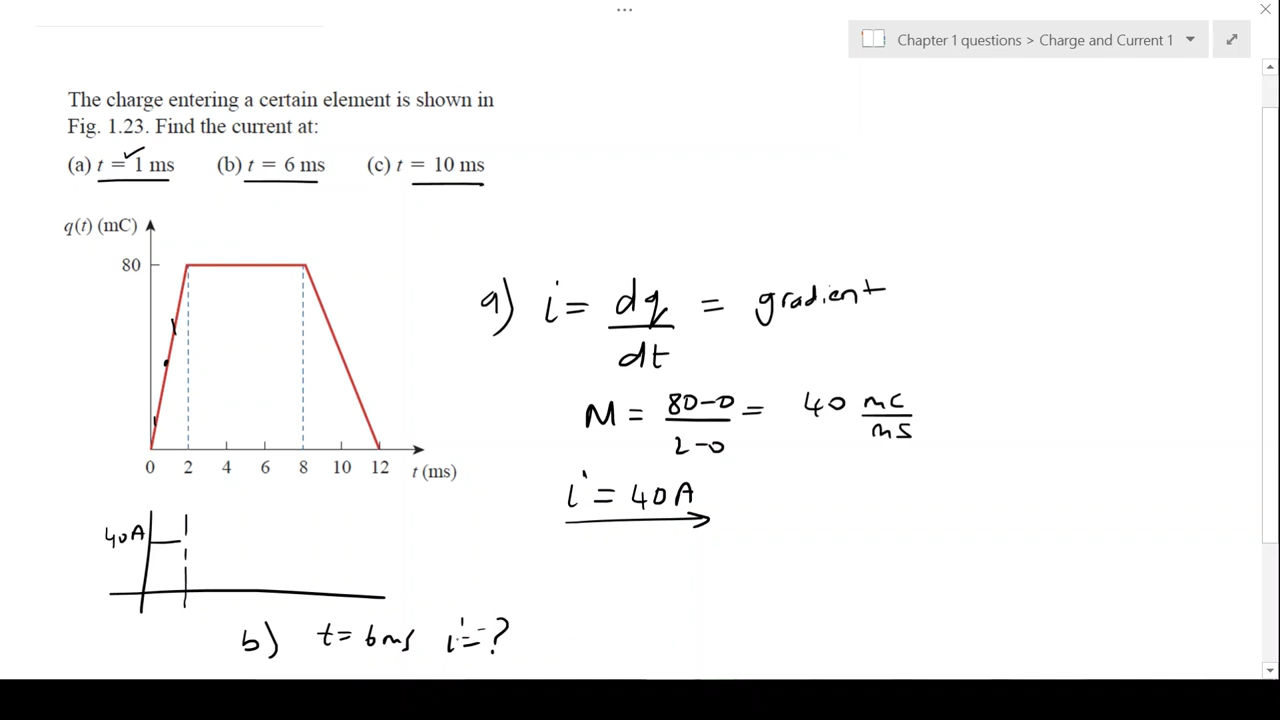 ...
Chapter 1 questions > Charge and Current 1
The charge entering a certain element is shown in
Fig. 1.23. Find the current at:
(a) t = 1 ms (b) t = 6 ms (c) t = 10 ms
q(t) (mC)
80
0 2 4 6 8 10 12 t (ms)
a) i = dq/dt = gradient
M = 80-0/2-0 = 40 mC/ms
i = 40A
40A
b) t = 6ms i = ?